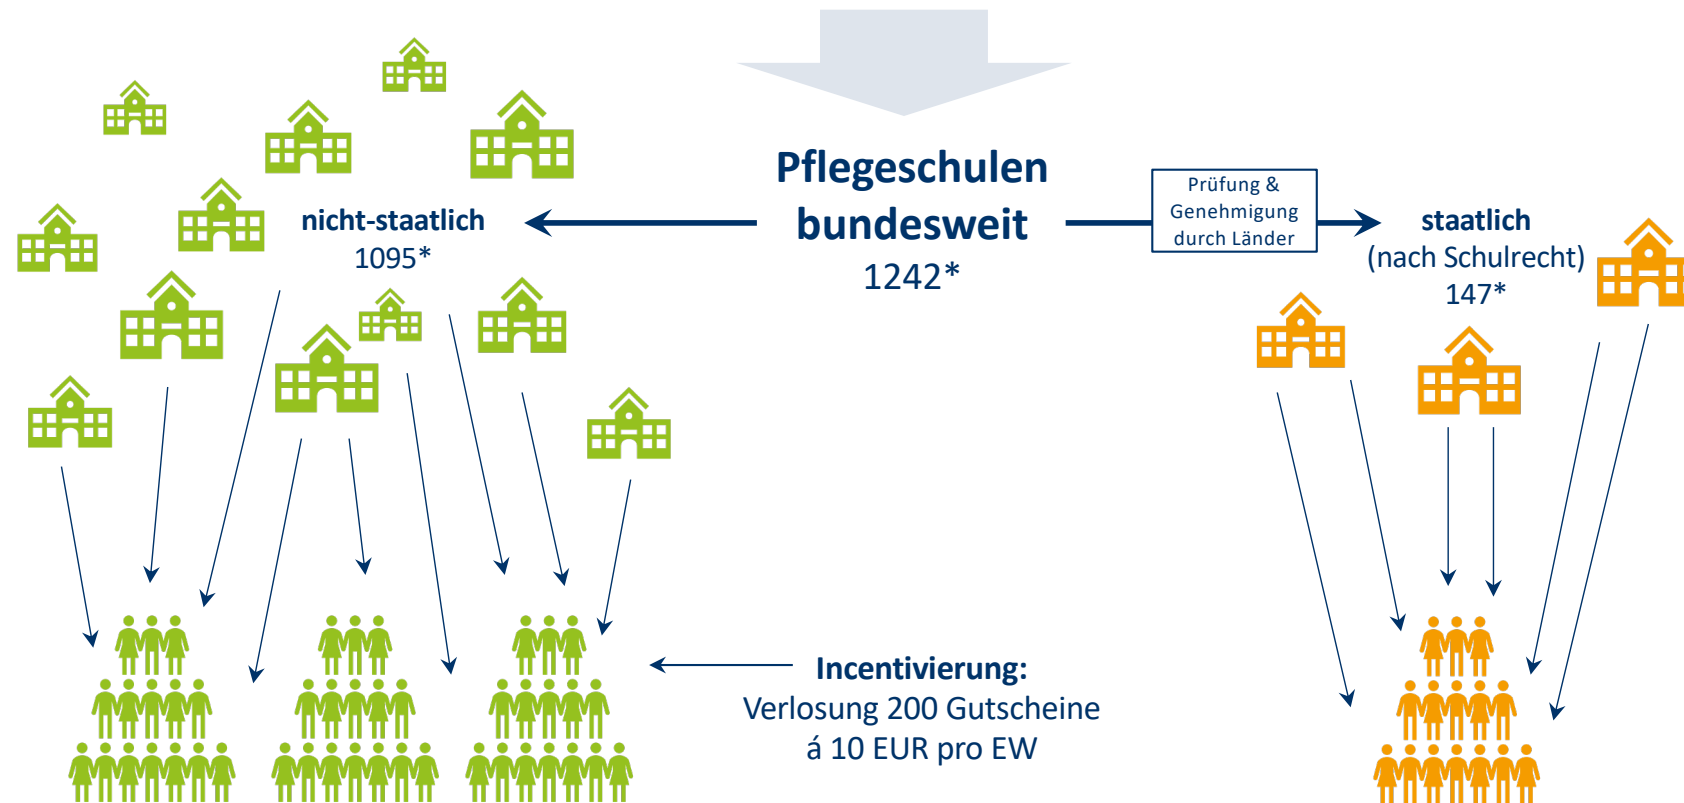 Pflegeschulen
bundesweit
1242*
nicht-staatlich
1095*
Prüfung &
Genehmigung
durch Länder
staatlich
(nach Schulrecht)
147*
Incentivierung:
Verlosung 200 Gutscheine
á 10 EUR pro EW